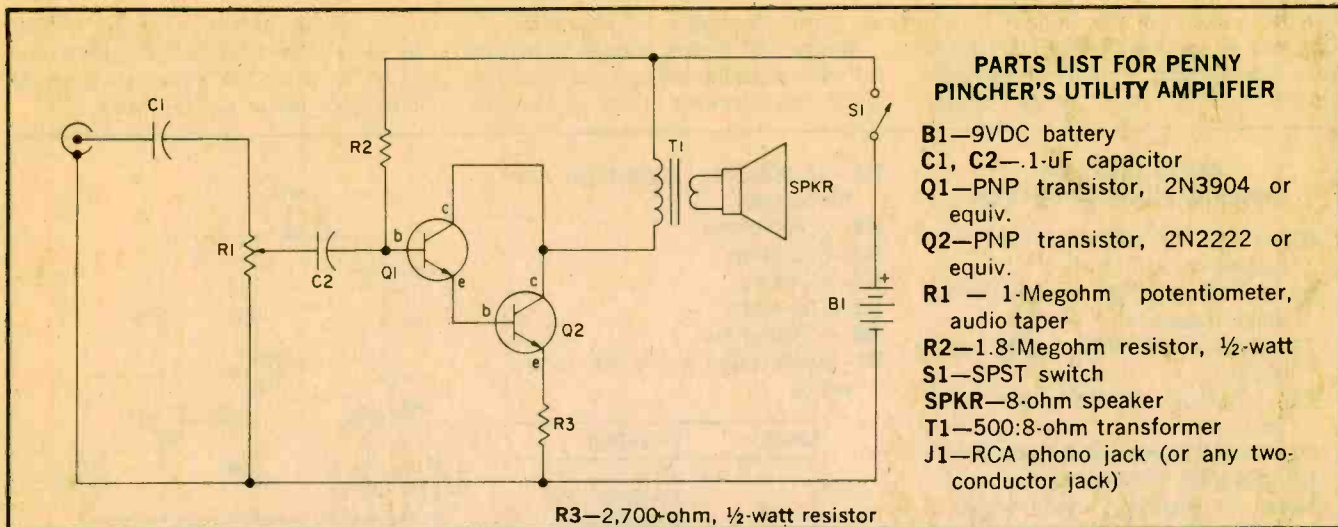 C1
R1
C2
R2
b
Q1
c
e
b
c
Q2
e
R3
T1
SPKR
S1
+
B1
R3—2,700-ohm, ½-watt resistor
PARTS LIST FOR PENNY
PINCHER'S UTILITY AMPLIFIER
B1—9VDC battery
C1, C2—.1-uF capacitor
Q1—PNP transistor, 2N3904 or
equiv.
Q2—PNP transistor, 2N2222 or
equiv.
R1 — 1-Megohm potentiometer,
audio taper
R2—1.8-Megohm resistor, ½-watt
S1—SPST switch
SPKR—8-ohm speaker
T1—500:8-ohm transformer
J1—RCA phono jack (or any two-
conductor jack)